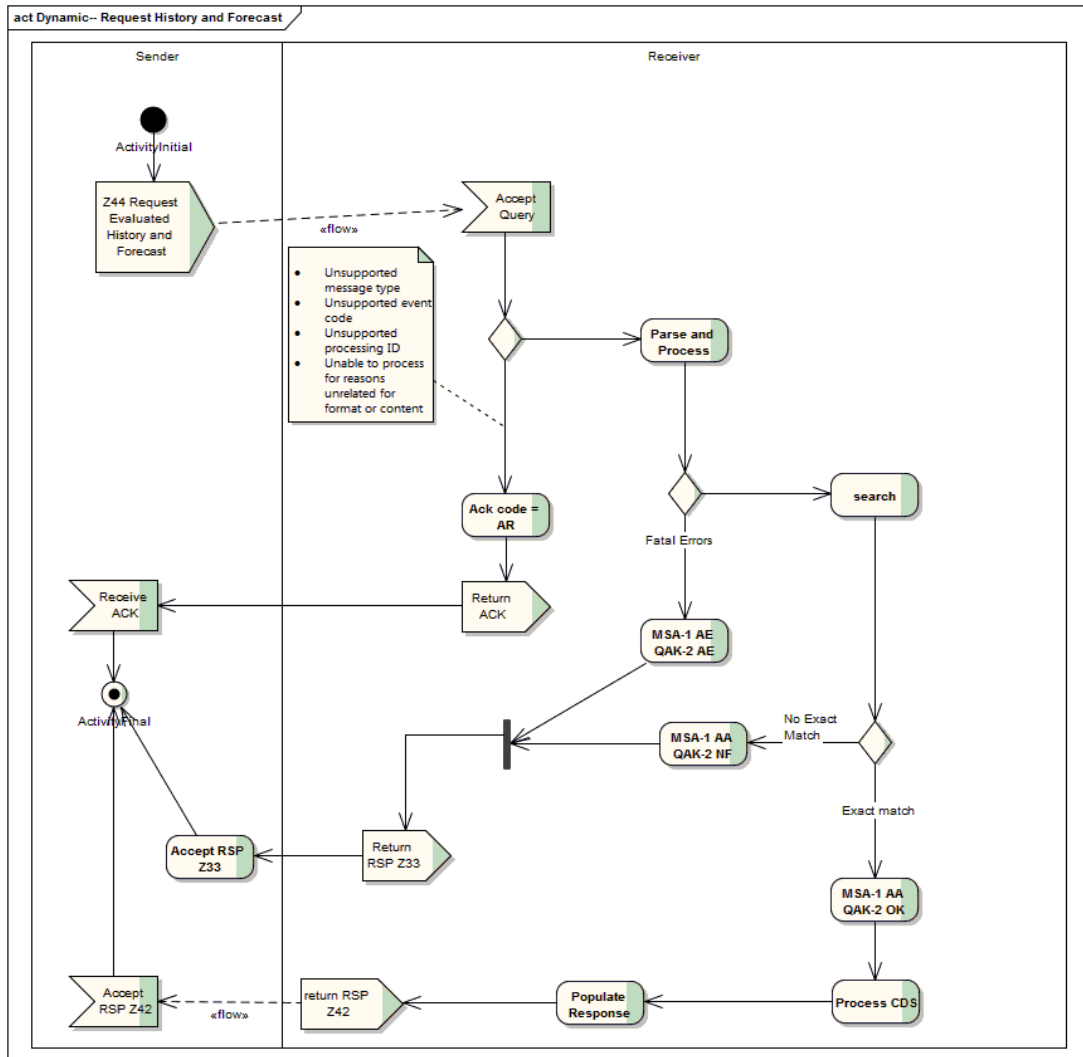 act Dynamic-- Request History and Forecast
Sender
Receiver
ActivityInitial
Z44 Request
Evaluated
History and
Forecast
«flow»
Accept
Query
• Unsupported
message type
• Unsupported event
code
• Unsupported
processing ID
• Unable to process
for reasons
unrelated for
format or content
Parse and
Process
Ack code =
AR
search
Fatal Errors
Receive
ACK
Return
ACK
MSA-1 AE
QAK-2 AE
ActivityFinal
No Exact
Match
MSA-1 AA
QAK-2 NF
Exact match
Accept RSP
Z33
Return
RSP Z33
MSA-1 AA
QAK-2 OK
Accept
RSP Z42
«flow»
return RSP
Z42
Populate
Response
Process CDS